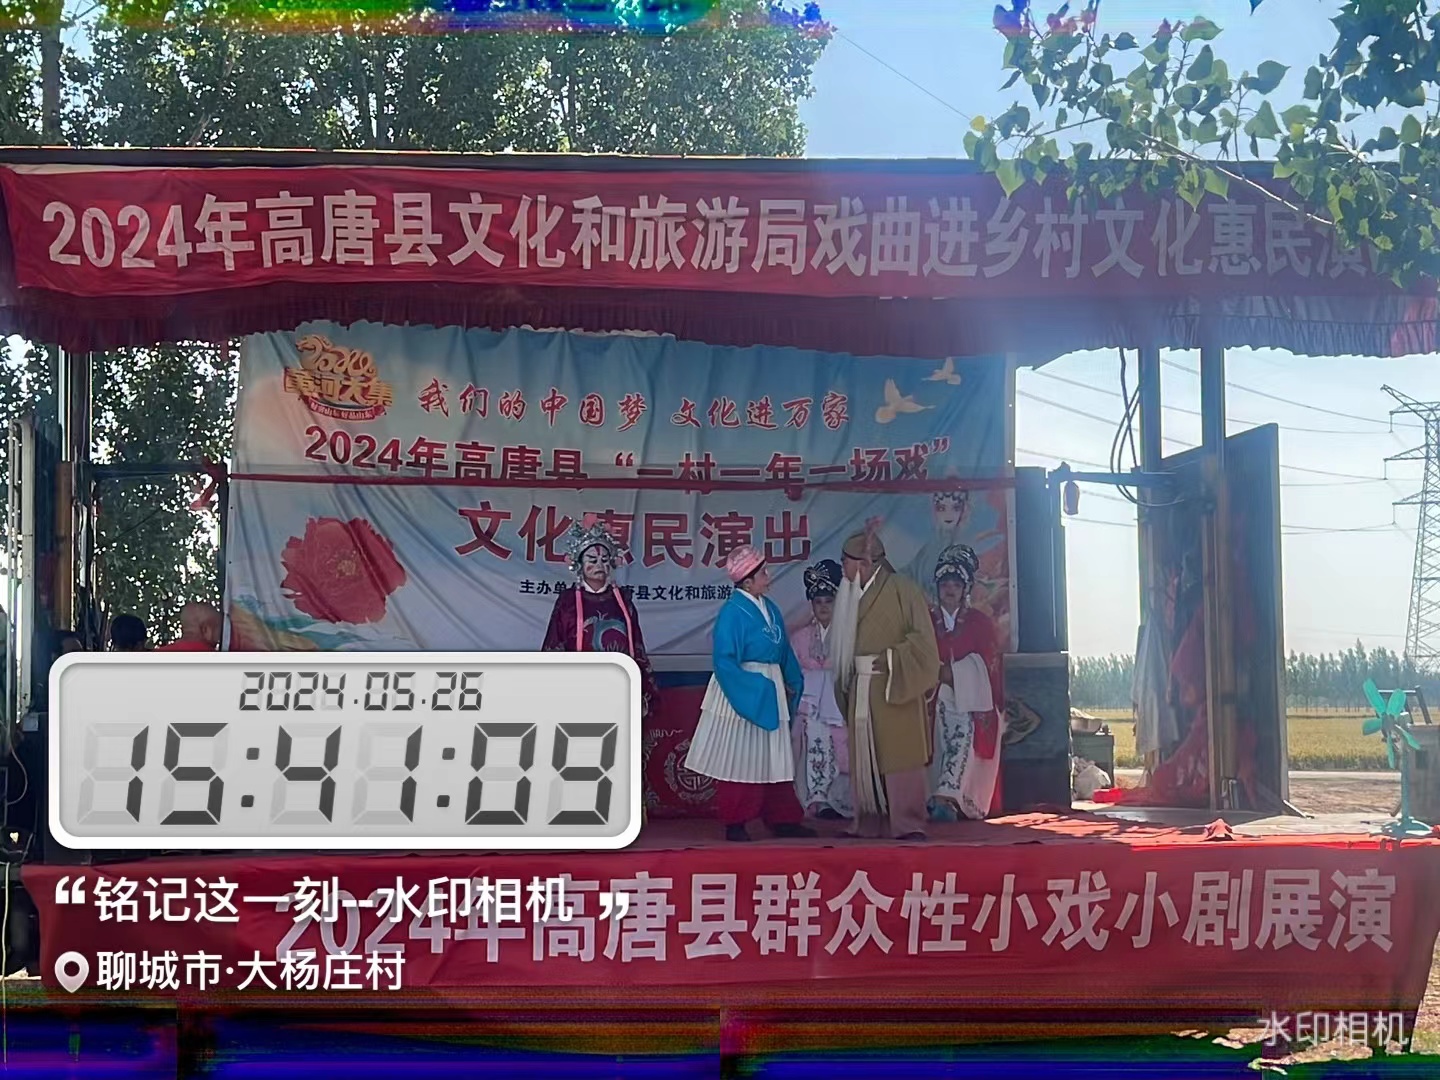 2024年高唐县文化和旅游局戏曲进乡村文化惠民演
黄河大集
我们的中国梦 文化进万家
2024年高唐县“一村一年一场戏”
文化惠民演出
主办单 唐县文化和旅游
2024.05.26
15:41:09
“铭记这一刻--水印相机 ”
2024年高唐县群众性小戏小剧展演
聊城市·大杨庄村
水印相机